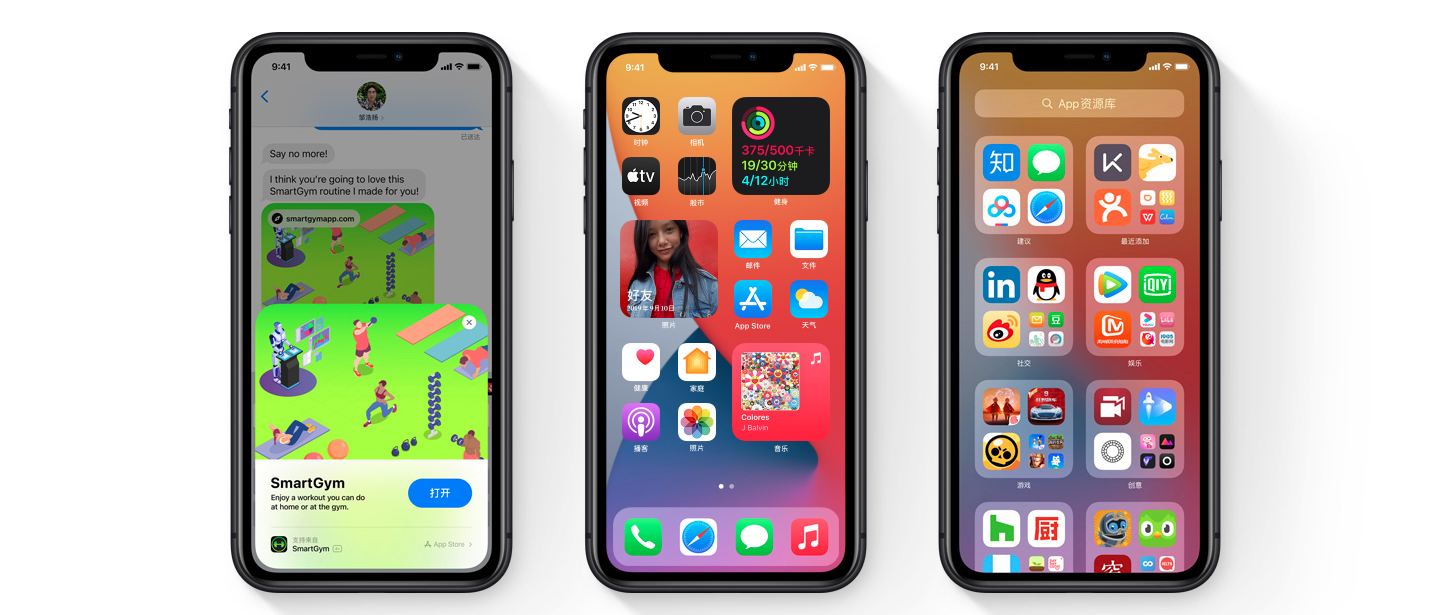 9:41
邹浩扬
已送达
Say no more!
I think you're going to love this
SmartGym routine I made for you!
smartgymapp.com
SmartGym
Enjoy a workout you can do
at home or at the gym.
打开
支持来自
SmartGym
App Store
9:41
时钟
相机
tv
视频
股市
375/500千卡
19/30分钟
4/12小时
健身
好友
2019年9月10日
照片
邮件
文件
App Store
天气
健康
家庭
播客
照片
Colores
J Balvin
音乐
9:41
App资源库
知
建议
最近添加
in
社交
iQIY
娱乐
游戏
创意
厨